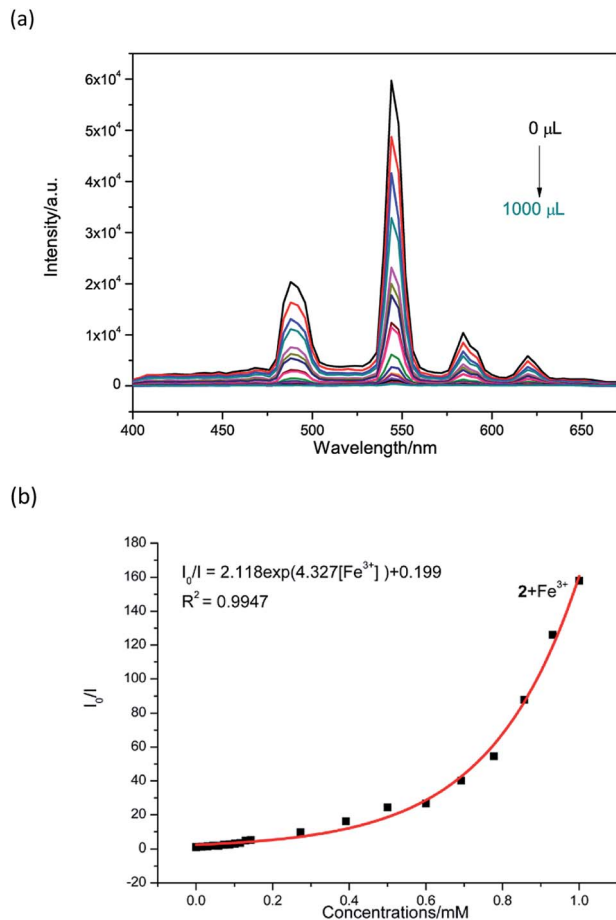 (a)
6x10⁴
5x10⁴
4x10⁴
3x10⁴
2x10⁴
1x10⁴
0
Intensity/a.u.
0 μL
1000 μL
400 450 500 550 600 650
Wavelength/nm
(b)
180
160
140
120
100
80
60
40
20
0
-20
I₀/I
I₀/I = 2.118exp(4.327[Fe³⁺] )+0.199
R² = 0.9947
2+Fe³⁺
0.0 0.2 0.4 0.6 0.8 1.0
Concentrations/mM